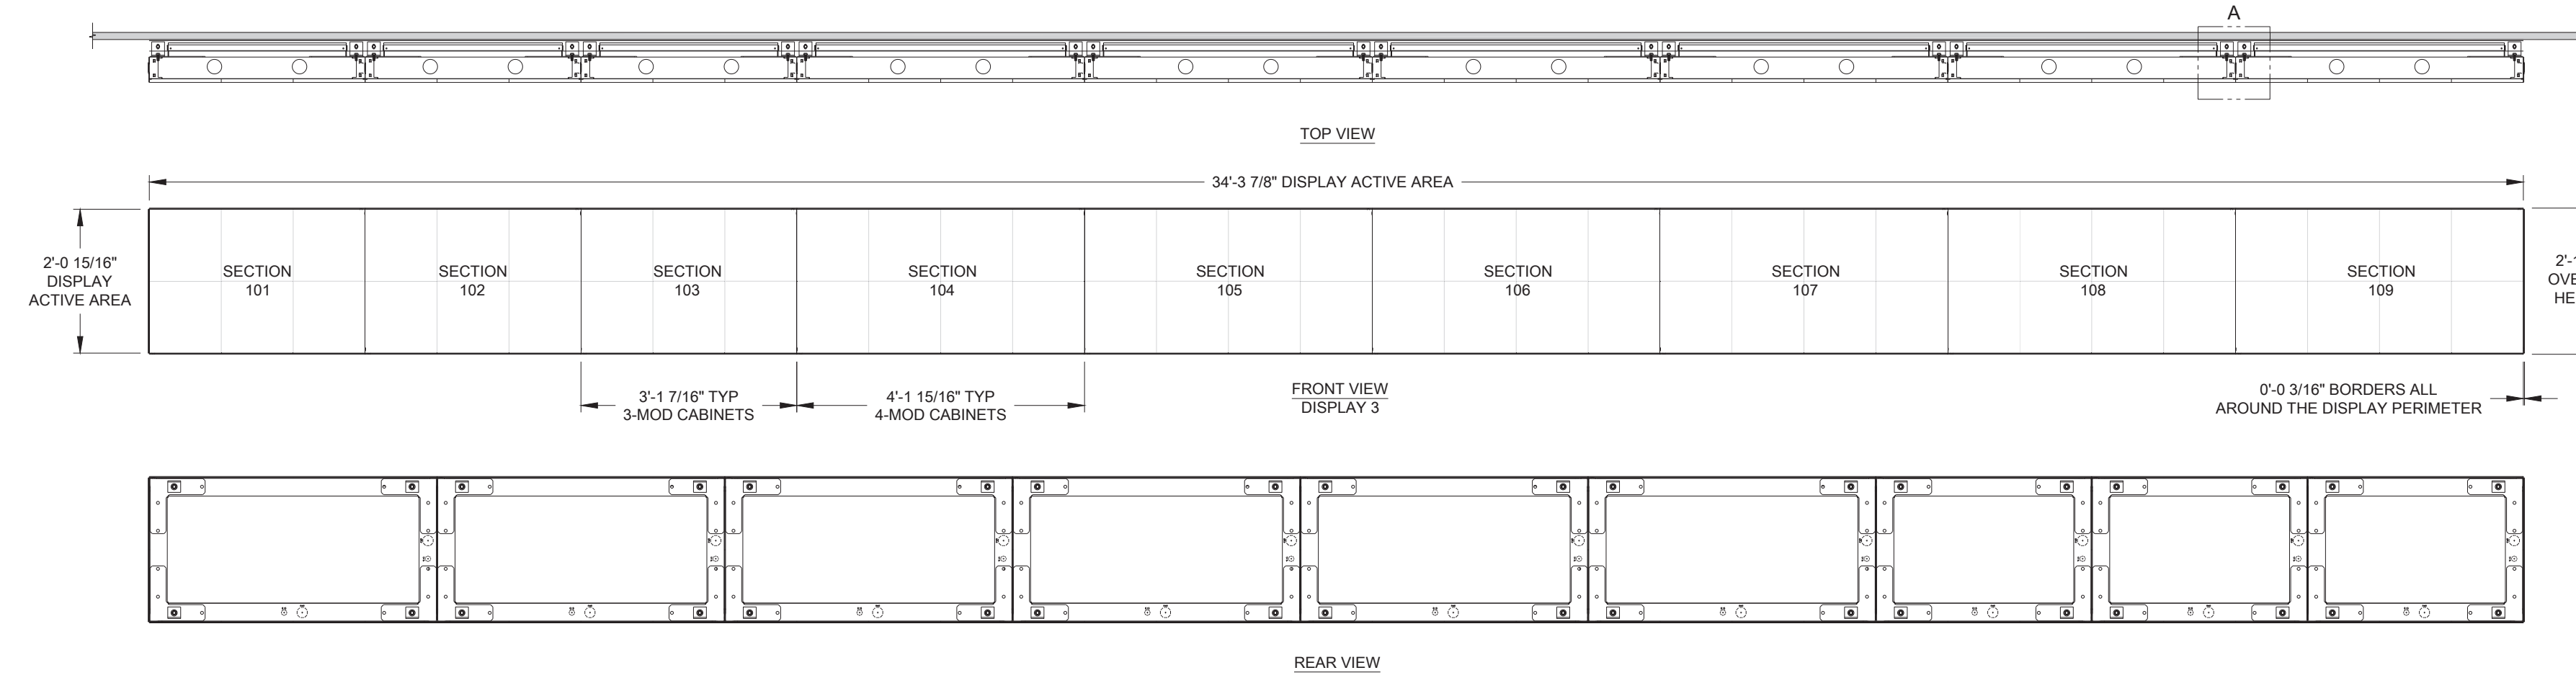 A
TOP VIEW
34'-3 7/8" DISPLAY ACTIVE AREA
2'-0 15/16"
DISPLAY
ACTIVE AREA
SECTION
101
SECTION
102
SECTION
103
SECTION
104
SECTION
105
SECTION
106
SECTION
107
SECTION
108
SECTION
109
3'-1 7/16" TYP
3-MOD CABINETS
4'-1 15/16" TYP
4-MOD CABINETS
FRONT VIEW
DISPLAY 3
0'-0 3/16" BORDERS ALL
AROUND THE DISPLAY PERIMETER
REAR VIEW